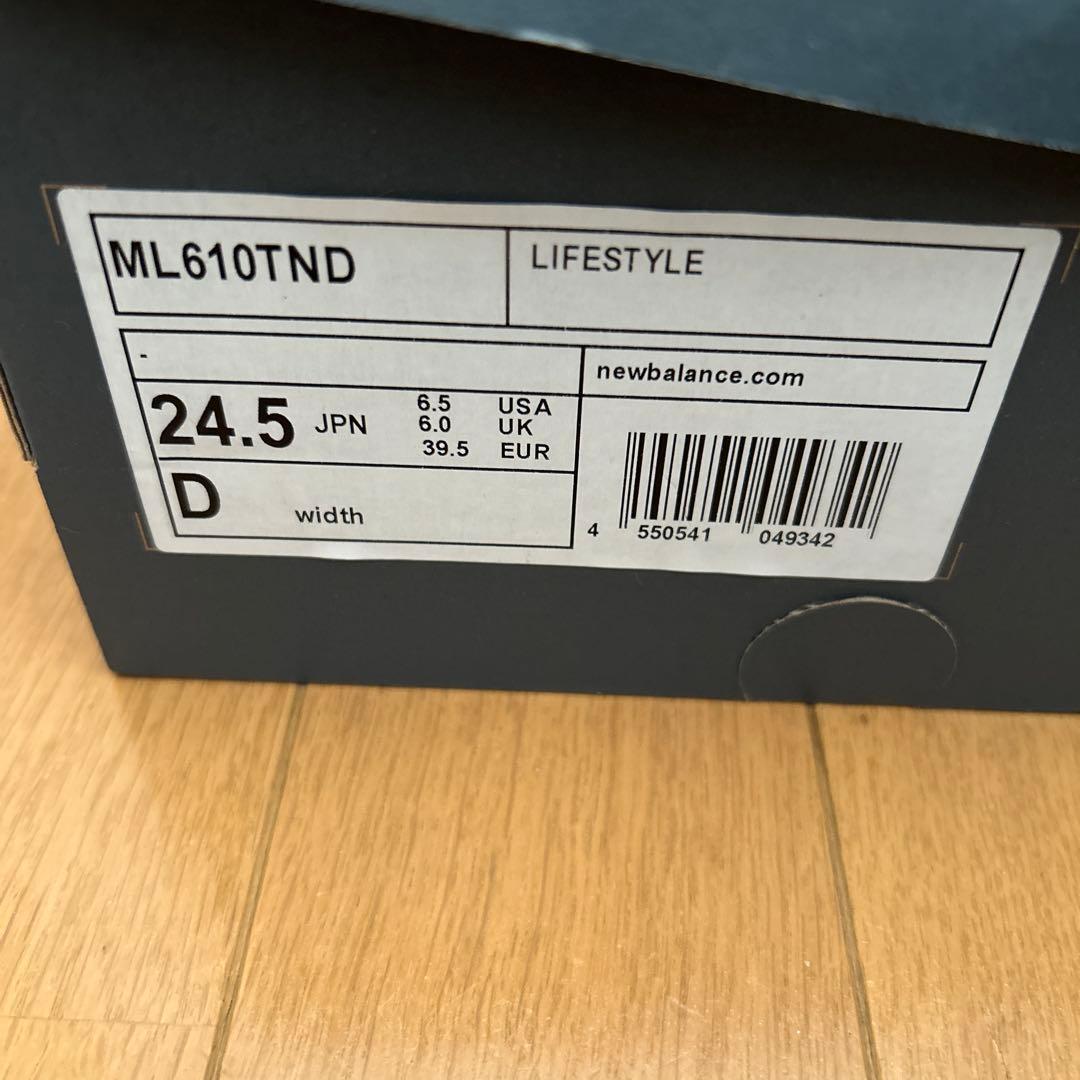 ML610TND
LIFESTYLE
-
newbalance.com
24.5 JPN
6.5 USA
6.0 UK
39.5 EUR
D width
4 550541 049342